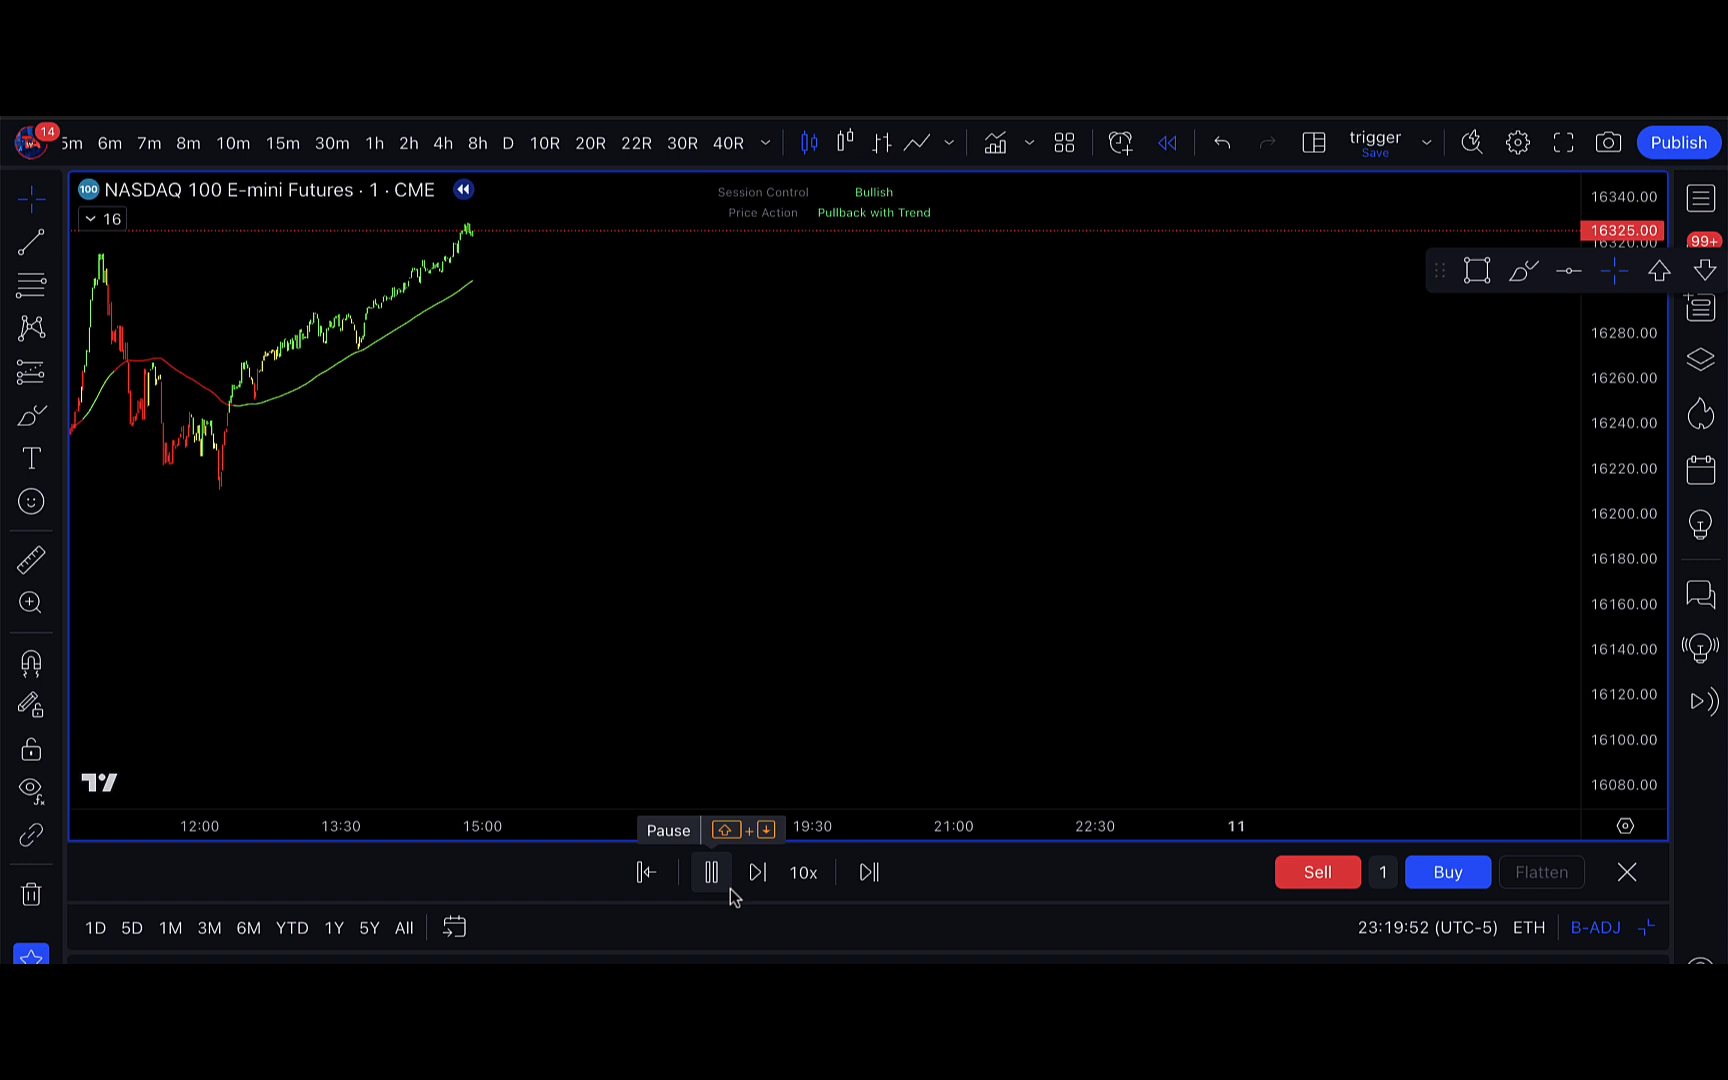 14
5m 6m 7m 8m 10m 15m 30m 1h 2h 4h 8h D 10R 20R 22R 30R 40R
trigger
Save
Publish
100 NASDAQ 100 E-mini Futures · 1 · CME
16
Session Control Bullish
Price Action Pullback with Trend
16340.00
16325.00
16320.00
99+
16280.00
16260.00
16240.00
16220.00
16200.00
16180.00
16160.00
16140.00
16120.00
16100.00
16080.00
12:00 13:30 15:00 19:30 21:00 22:30 11
Pause +
10x
Sell 1 Buy Flatten
1D 5D 1M 3M 6M YTD 1Y 5Y All
23:19:52 (UTC-5) ETH B-ADJ